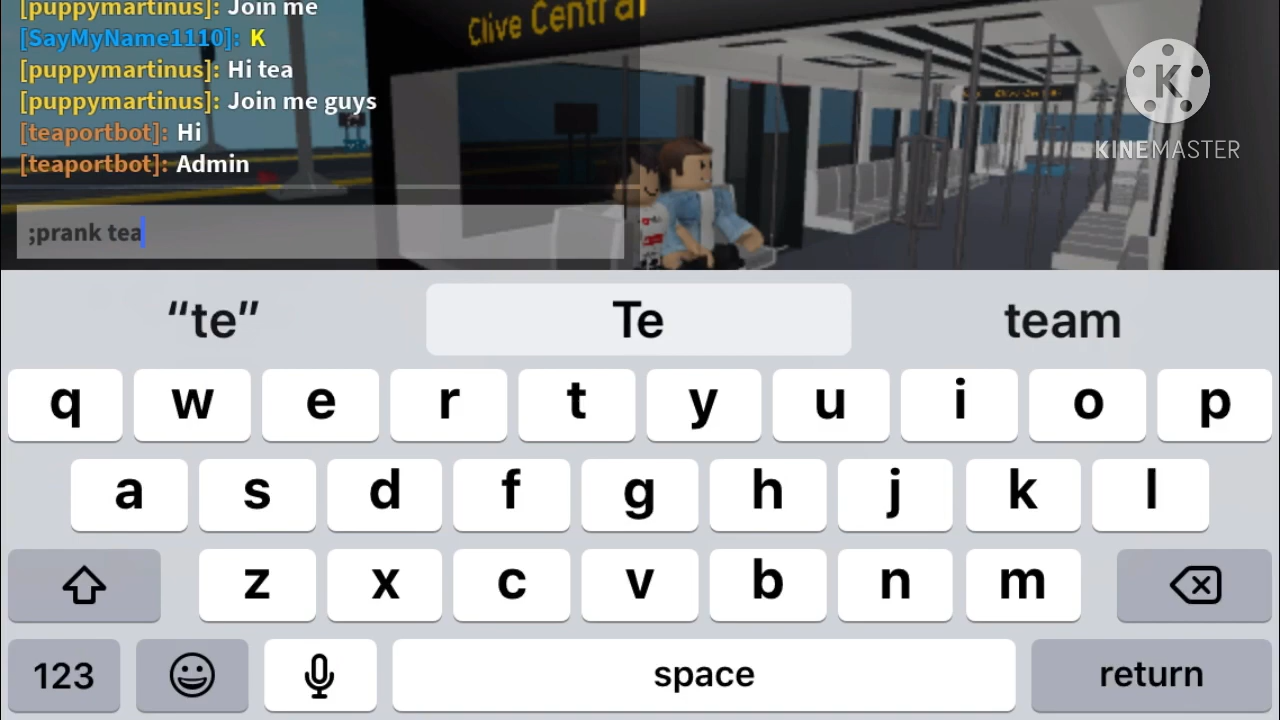 [puppymartinus]: Join me
[SayMyName1110]: K
[puppymartinus]: Hi tea
[puppymartinus]: Join me guys
[teaportbot]: Hi
[teaportbot]: Admin
;prank tea
Clive Central
K
KINEMASTER
“te” Te team
q w e r t y u i o p
a s d f g h j k l
z x c v b n m
123 space return